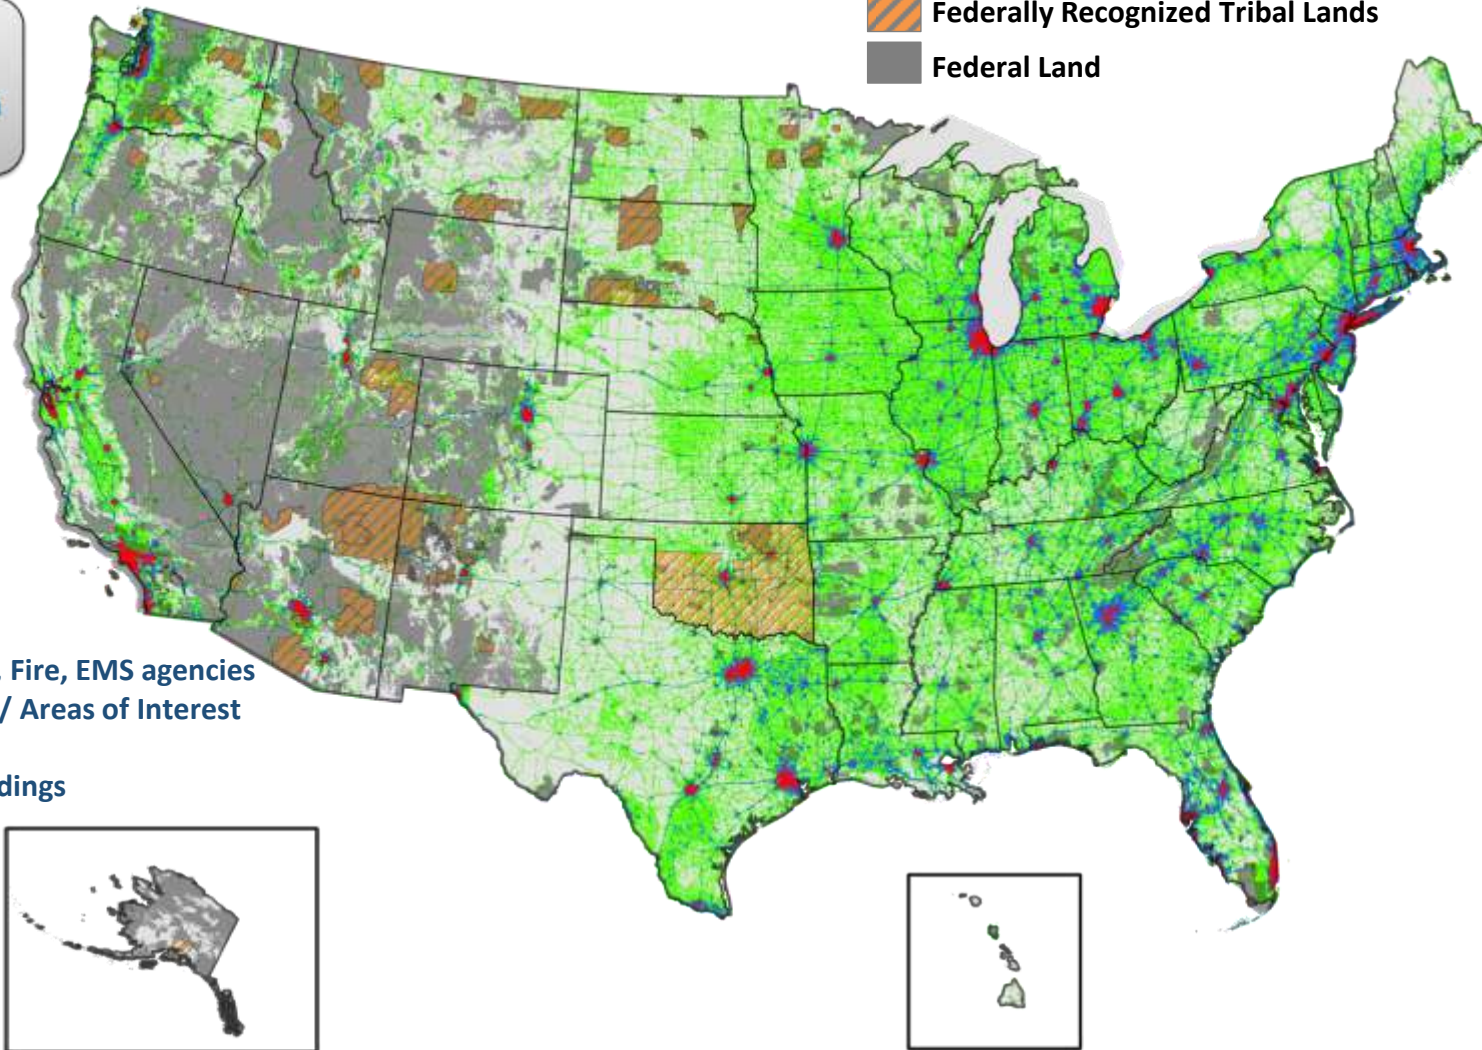 Federally Recognized Tribal Lands
Federal Land
Fire, EMS agencies
/ Areas of Interest
dings